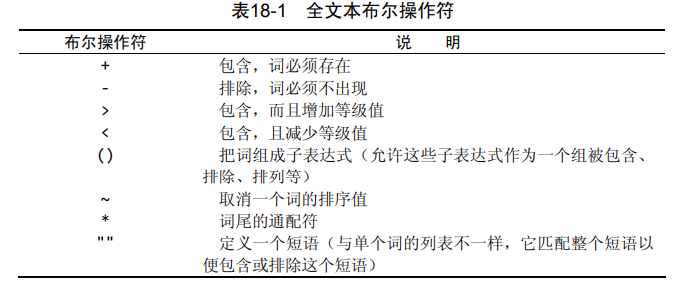 表18-1 全文本布尔操作符
布尔操作符 说 明
+ 包含，词必须存在
- 排除，词必须不出现
> 包含，而且增加等级值
< 包含，且减少等级值
() 把词组成子表达式（允许这些子表达式作为一个组被包含、
排除、排列等）
~ 取消一个词的排序值
* 词尾的通配符
"" 定义一个短语（与单个词的列表不一样，它匹配整个短语以
便包含或排除这个短语）